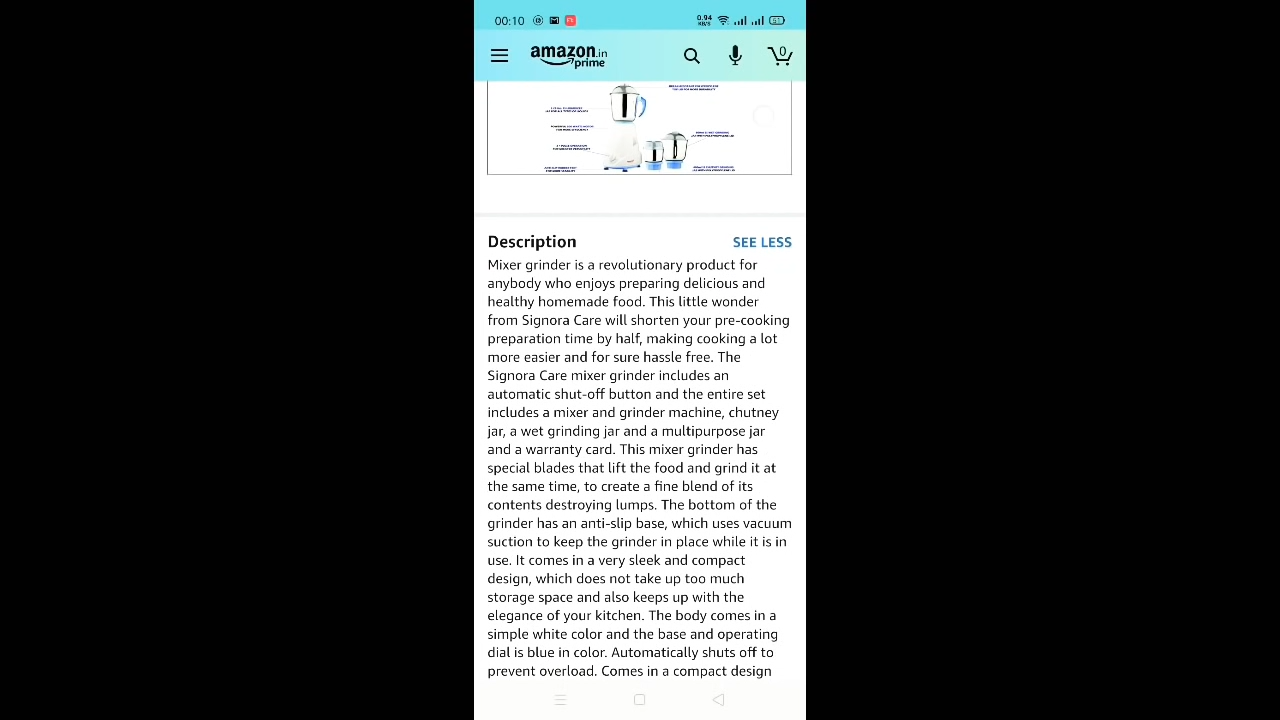 00:10
0.94
KB/S
51
amazon.in
prime
0
Description
SEE LESS
Mixer grinder is a revolutionary product for
anybody who enjoys preparing delicious and
healthy homemade food. This little wonder
from Signora Care will shorten your pre-cooking
preparation time by half, making cooking a lot
more easier and for sure hassle free. The
Signora Care mixer grinder includes an
automatic shut-off button and the entire set
includes a mixer and grinder machine, chutney
jar, a wet grinding jar and a multipurpose jar
and a warranty card. This mixer grinder has
special blades that lift the food and grind it at
the same time, to create a fine blend of its
contents destroying lumps. The bottom of the
grinder has an anti-slip base, which uses vacuum
suction to keep the grinder in place while it is in
use. It comes in a very sleek and compact
design, which does not take up too much
storage space and also keeps up with the
elegance of your kitchen. The body comes in a
simple white color and the base and operating
dial is blue in color. Automatically shuts off to
prevent overload. Comes in a compact design